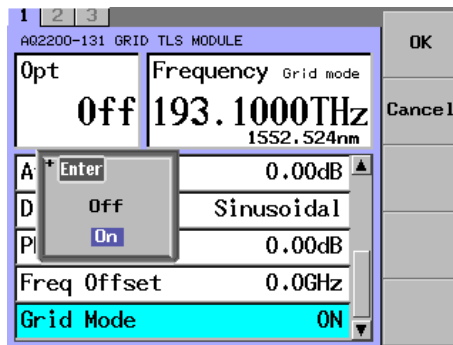 1 2 3
AQ2200-131 GRID TLS MODULE
OK
Opt
Frequency Grid mode
Off
193.1000THz
1552.524nm
Cancel
A
0.00dB
Enter
Off
On
D
Sinusoidal
0.00dB
Freq Offset
0.0GHz
Grid Mode
ON